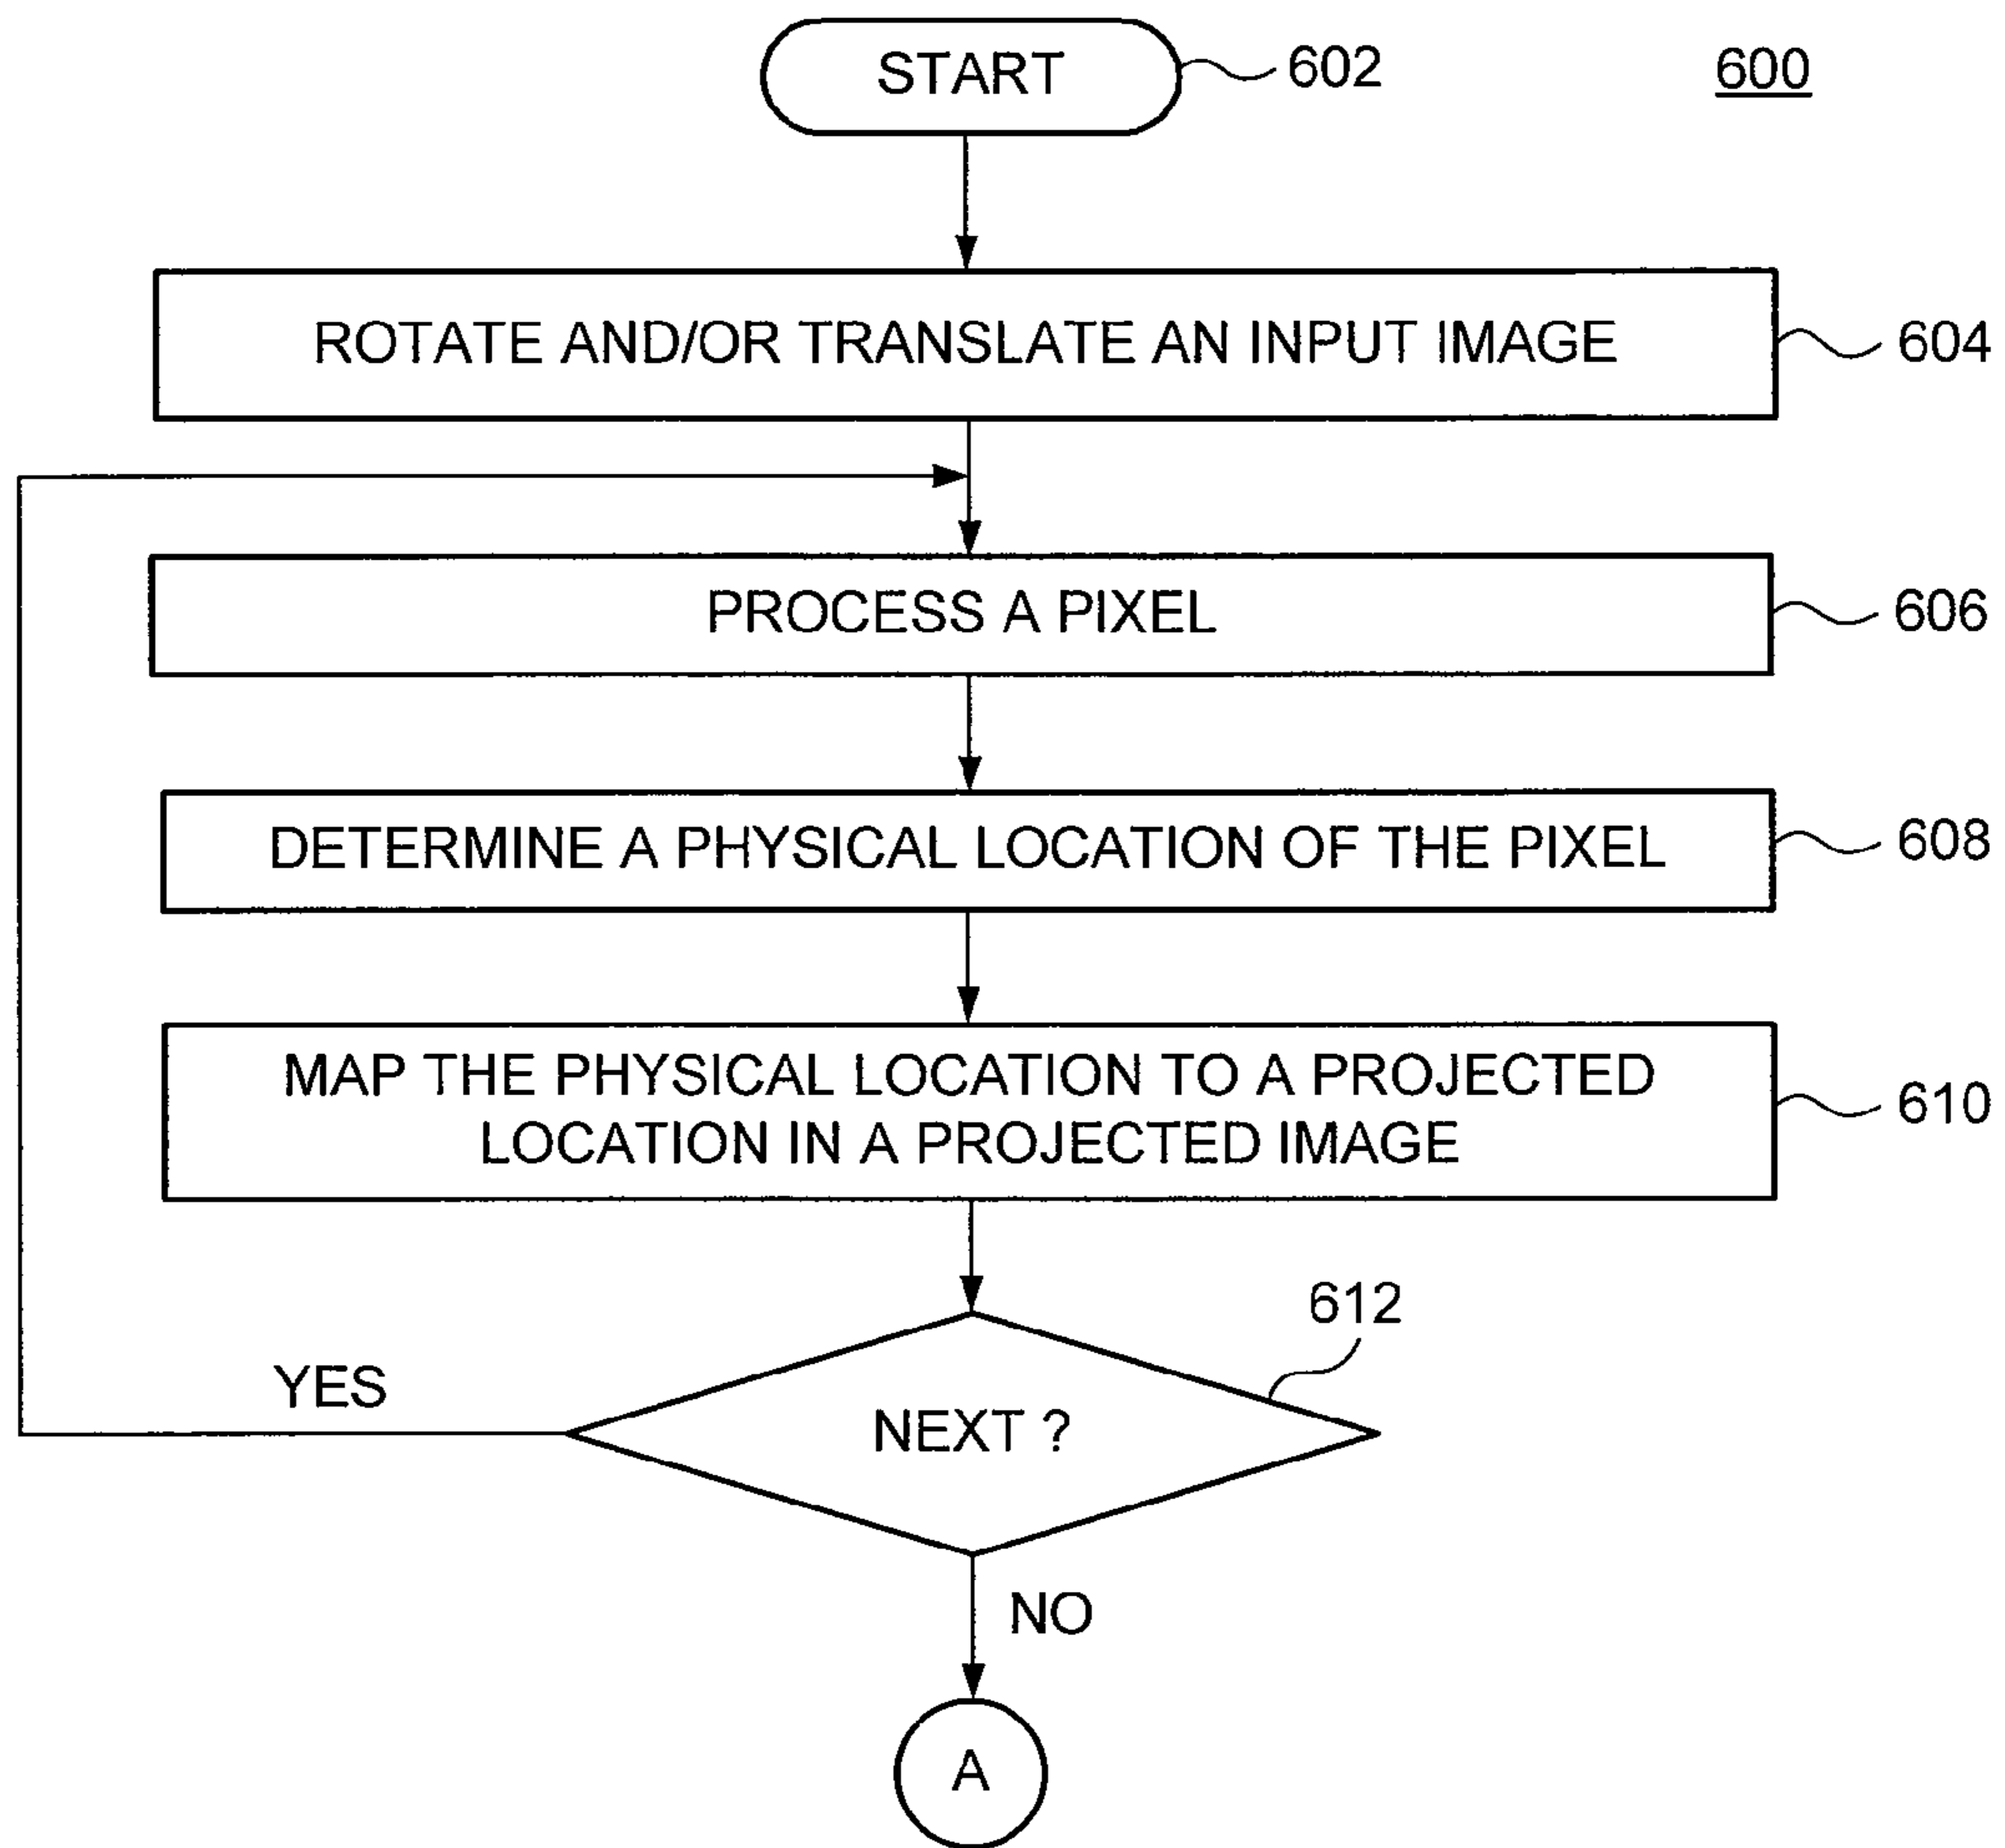 START
602
600
ROTATE AND/OR TRANSLATE AN INPUT IMAGE
604
PROCESS A PIXEL
606
DETERMINE A PHYSICAL LOCATION OF THE PIXEL
608
MAP THE PHYSICAL LOCATION TO A PROJECTED
LOCATION IN A PROJECTED IMAGE
610
612
YES
NEXT ?
NO
A